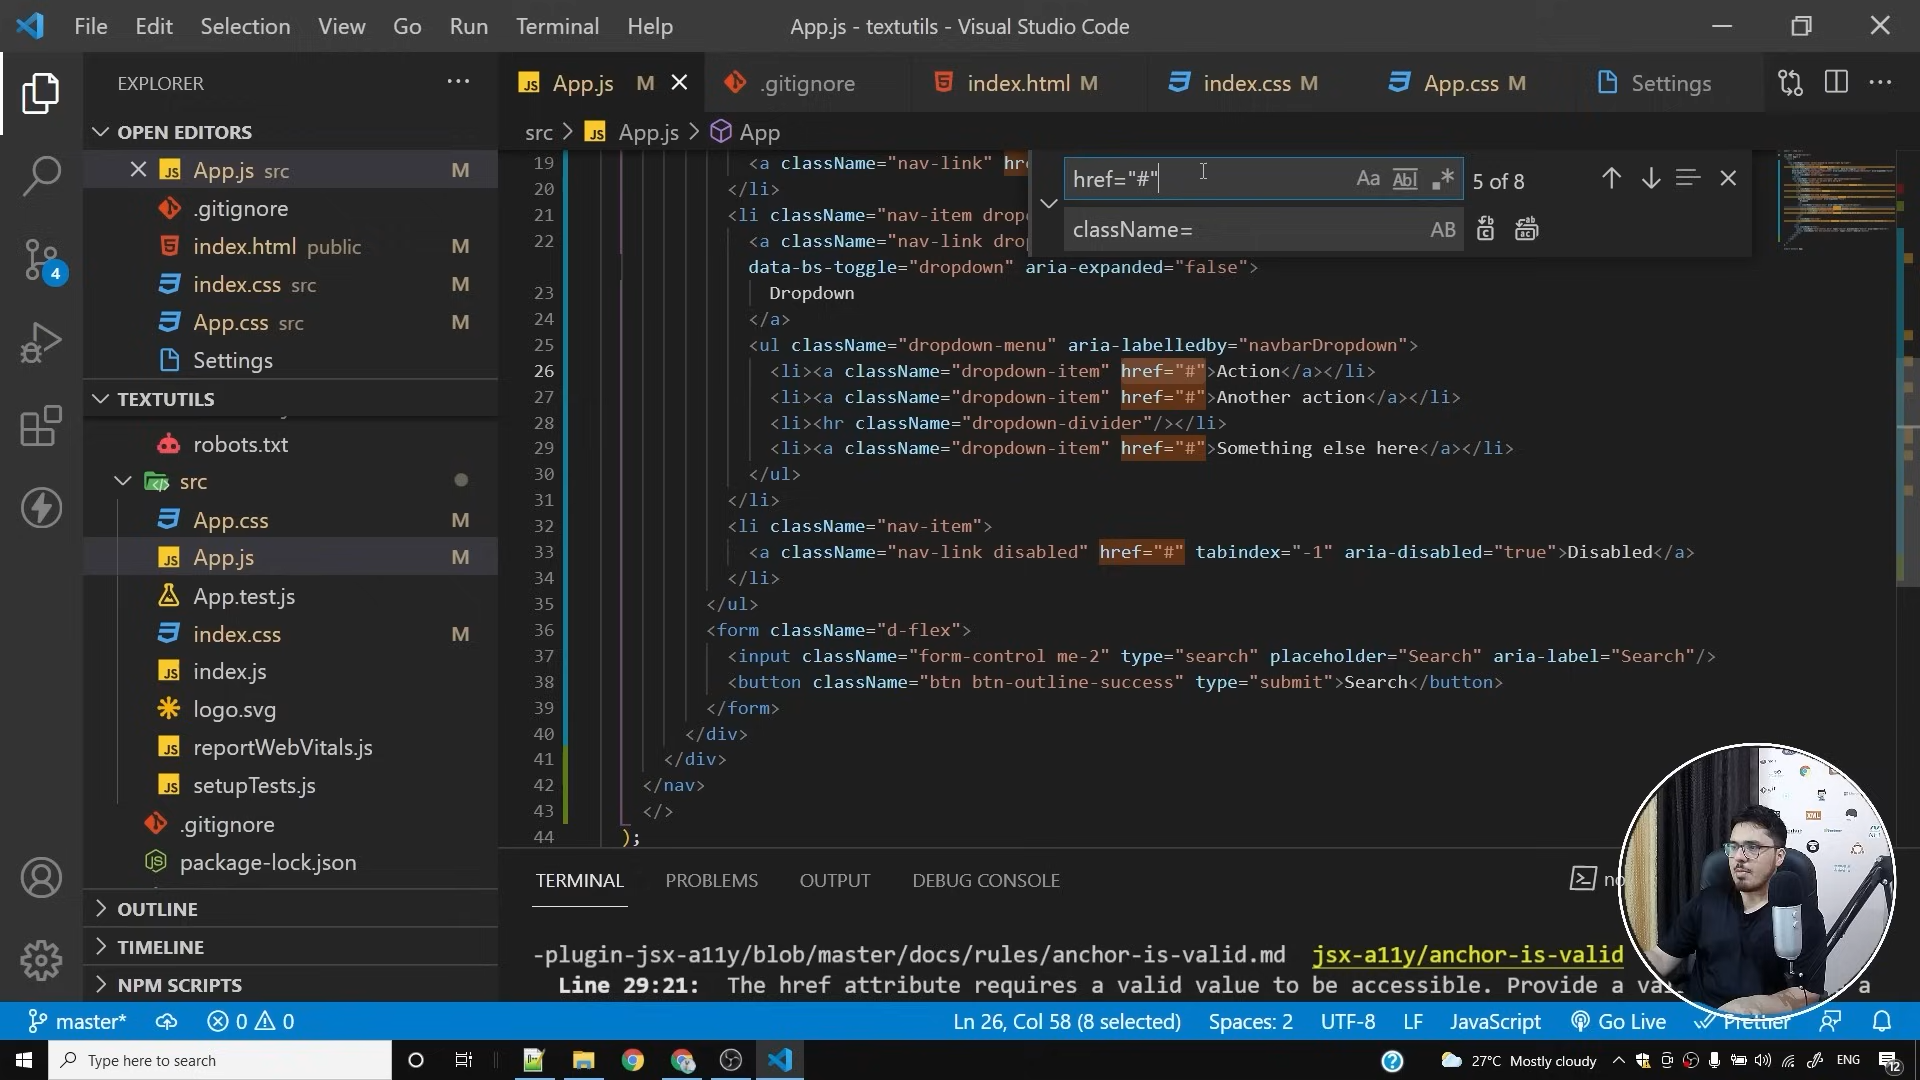 File Edit Selection View Go Run Terminal Help
App.js - textutils - Visual Studio Code
EXPLORER
OPEN EDITORS
App.js src M
.gitignore
index.html public M
index.css src M
App.css src M
Settings
TEXTUTILS
robots.txt
src
App.css M
App.js M
App.test.js
index.css M
index.js
logo.svg
reportWebVitals.js
setupTests.js
.gitignore
package-lock.json
OUTLINE
TIMELINE
NPM SCRIPTS
4
App.js M .gitignore index.html M index.css M App.css M Settings
src > App.js > App
href="#" Aa Abl .* 5 of 8
className= AB
19 <a className="nav-link"
20 </li>
21 <li className="nav-item
22 <a className="nav-link
data-bs-toggle="dropdown" aria-expanded="false">
23 Dropdown
24 </a>
25 <ul className="dropdown-menu" aria-labelledby="navbarDropdown">
26 <li><a className="dropdown-item" href="#">Action</a></li>
27 <li><a className="dropdown-item" href="#">Another action</a></li>
28 <li><hr className="dropdown-divider"/></li>
29 <li><a className="dropdown-item" href="#">Something else here</a></li>
30 </ul>
31 </li>
32 <li className="nav-item">
33 <a className="nav-link disabled" href="#" tabindex="-1" aria-disabled="true">Disabled</a>
34 </li>
35 </ul>
36 <form className="d-flex">
37 <input className="form-control me-2" type="search" placeholder="Search" aria-label="Search"/>
38 <button className="btn btn-outline-success" type="submit">Search</button>
39 </form>
40 </div>
41 </div>
42 </nav>
43 </>
44 );
TERMINAL PROBLEMS OUTPUT DEBUG CONSOLE
-plugin-jsx-a11y/blob/master/docs/rules/anchor-is-valid.md jsx-a11y/anchor-is-valid
Line 29:21: The href attribute requires a valid value to be accessible. Provide a
master* 0 0 Ln 26, Col 58 (8 selected) Spaces: 2 UTF-8 LF JavaScript Go Live Prettier
Type here to search
27°C Mostly cloudy ENG 12